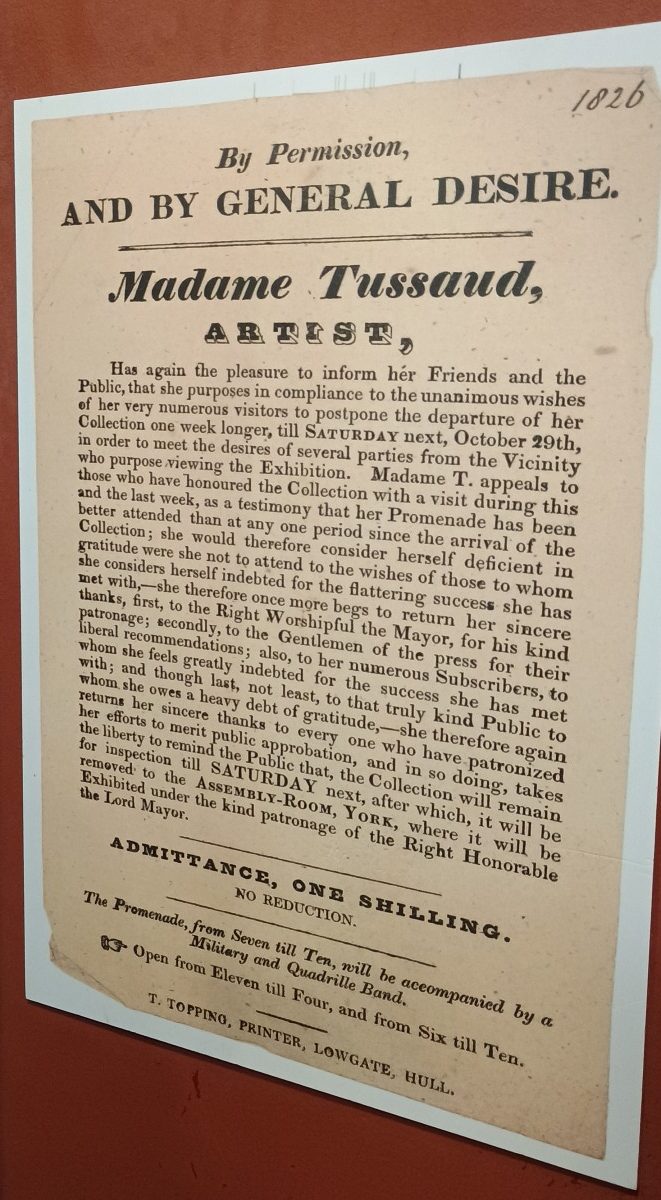 1826
By Permission,
AND BY GENERAL DESIRE.
Madame Tussaud,
ARTIST,
Has again the pleasure to inform her Friends and the
Public, that she purposes in compliance to the unanimous wishes
of her very numerous visitors to postpone the departure of her
Collection one week longer, till SATURDAY next, October 29th,
in order to meet the desires of several parties from the Vicinity
who purpose viewing the Exhibition. Madame T. appeals to
those who have honoured the Collection with a visit during this
and the last week, as a testimony that her Promenade has been
better attended than at any one period since the arrival of the
Collection; she would therefore consider herself deficient in
gratitude were she not to attend to the wishes of those to whom
she considers herself indebted for the flattering success she has
met with,—she therefore once more begs to return her sincere
thanks, first, to the Right Worshipful the Mayor, for his kind
patronage; secondly, to the Gentlemen of the press for their
liberal recommendations; also, to her numerous Subscribers, to
whom she feels greatly indebted for the success she has met
with; and though last, not least, to that truly kind Public to
whom she owes a heavy debt of gratitude,—she therefore again
returns her sincere thanks to every one who have patronized
her efforts to merit public approbation, and in so doing, takes
the liberty to remind the Public that, the Collection will remain
for inspection till SATURDAY next, after which, it will be
removed to the ASSEMBLY-ROOM, YORK, where it will be
Exhibited under the kind patronage of the Right Honorable
the Lord Mayor.
ADMITTANCE, ONE SHILLING.
NO REDUCTION.
The Promenade, from Seven till Ten, will be accompanied by a
Military and Quadrille Band.
☞ Open from Eleven till Four, and from Six till Ten.
T. TOPPING, PRINTER, LOWGATE, HULL.